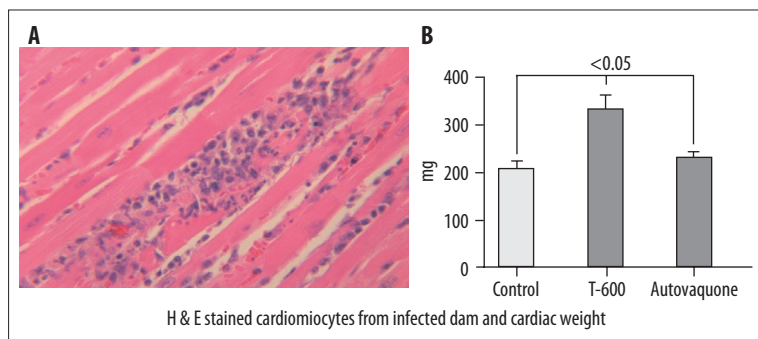 A
B
<0.05
400
300
200
100
0
mg
Control T-600 Autovaquone
H & E stained cardiomiocytes from infected dam and cardiac weight